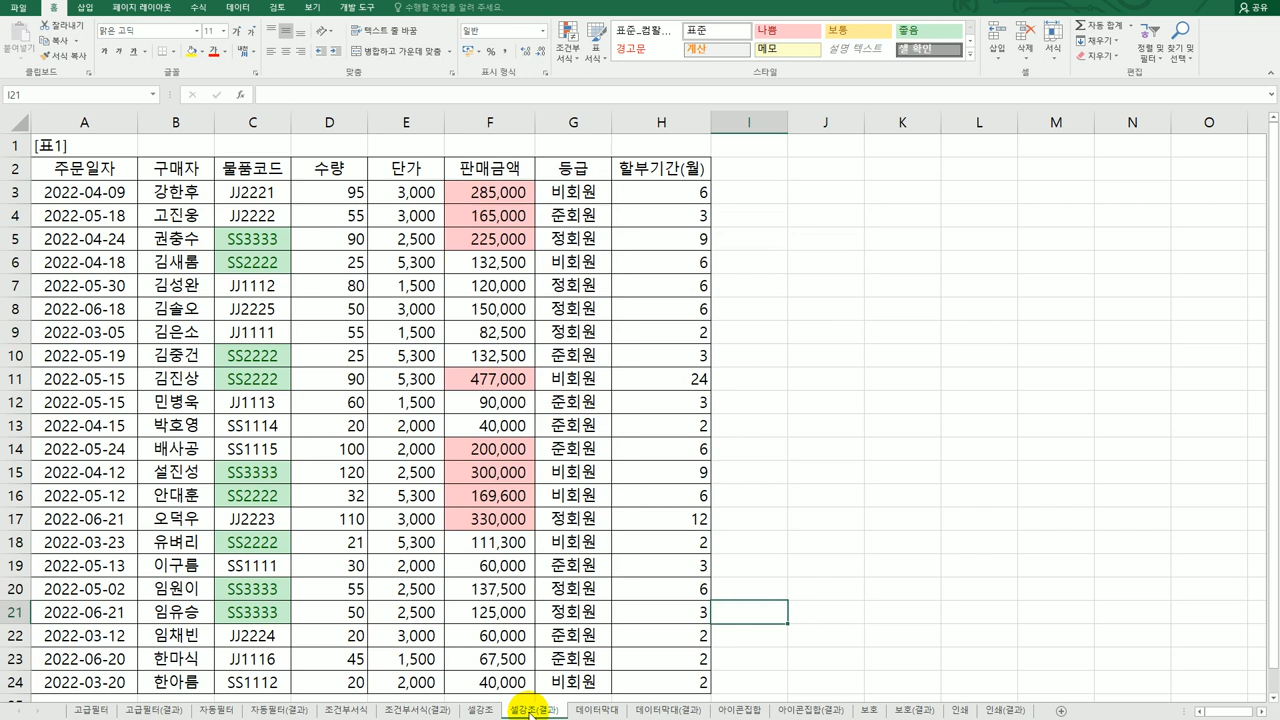 파일 홈 삽입 페이지 레이아웃 수식 데이터 검토 보기 개발 도구 수행할 작업을 알려 주세요. 공유
붙여넣기 잘라내기 복사 서식 복사 클립보드
맑은 고딕 11 가 가 가 가 가 글꼴
텍스트 줄 바꿈 병합하고 가운데 맞춤 맞춤
일반 % 표시 형식
조건부 서식 표 서식
표준_컴활... 표준 나쁨 보통 좋음
경고문 계산 메모 설명 텍스트 셀 확인
스타일
삽입 삭제 서식 셀
자동 합계 채우기 지우기 정렬 및 필터 찾기 및 선택 편집
I21 fx
A B C D E F G H I J K L M N O
1 [표1]
2 주문일자 구매자 물품코드 수량 단가 판매금액 등급 할부기간(월)
3 2022-04-09 강한후 JJ2221 95 3,000 285,000 비회원 6
4 2022-05-18 고진웅 JJ2222 55 3,000 165,000 준회원 3
5 2022-04-24 권충수 SS3333 90 2,500 225,000 정회원 9
6 2022-04-18 김새롬 SS2222 25 5,300 132,500 비회원 6
7 2022-05-30 김성완 JJ1112 80 1,500 120,000 정회원 6
8 2022-06-18 김솔오 JJ2225 50 3,000 150,000 정회원 6
9 2022-03-05 김은소 JJ1111 55 1,500 82,500 정회원 2
10 2022-05-19 김중건 SS2222 25 5,300 132,500 준회원 3
11 2022-05-15 김진상 SS2222 90 5,300 477,000 비회원 24
12 2022-05-15 민병욱 JJ1113 60 1,500 90,000 준회원 3
13 2022-04-15 박호영 SS1114 20 2,000 40,000 준회원 2
14 2022-05-24 배사공 SS1115 100 2,000 200,000 준회원 6
15 2022-04-12 설진성 SS3333 120 2,500 300,000 비회원 9
16 2022-05-12 안대훈 SS2222 32 5,300 169,600 비회원 6
17 2022-06-21 오덕우 JJ2223 110 3,000 330,000 정회원 12
18 2022-03-23 유벼리 SS2222 21 5,300 111,300 비회원 2
19 2022-05-13 이구름 SS1111 30 2,000 60,000 준회원 3
20 2022-05-02 임원이 SS3333 55 2,500 137,500 정회원 6
21 2022-06-21 임유승 SS3333 50 2,500 125,000 정회원 3
22 2022-03-12 임채빈 JJ2224 20 3,000 60,000 준회원 2
23 2022-06-20 한마식 JJ1116 45 1,500 67,500 준회원 2
24 2022-03-20 한아름 SS1112 20 2,000 40,000 비회원 2
고급필터 고급필터(결과) 자동필터 자동필터(결과) 조건부서식 조건부서식(결과) 셀강조 셀강조(결과) 데이터막대 데이터막대(결과) 아이콘집합 아이콘집합(결과) 보호 보호(결과) 인쇄 인쇄(결과)